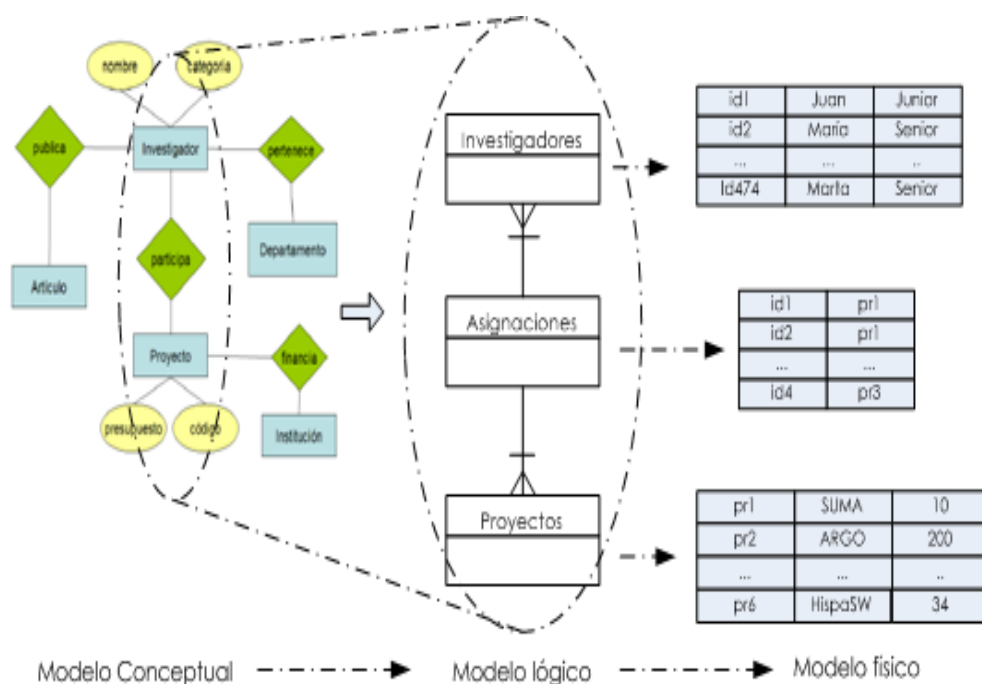 nombre
categoria
publica
Investigador
pertenece
Artículo
participa
Departamento
Proyecto
financia
presupuesto
código
Institución
Investigadores
Asignaciones
Proyectos
id1 Juan Junior
id2 María Senior
... ... ..
Id474 Marta Senior
id1 pr1
id2 pr1
... ...
id4 pr3
pr1 SUMA 10
pr2 ARGO 200
... ... ..
pr6 HispaSW 34
Modelo Conceptual Modelo lógico Modelo físico